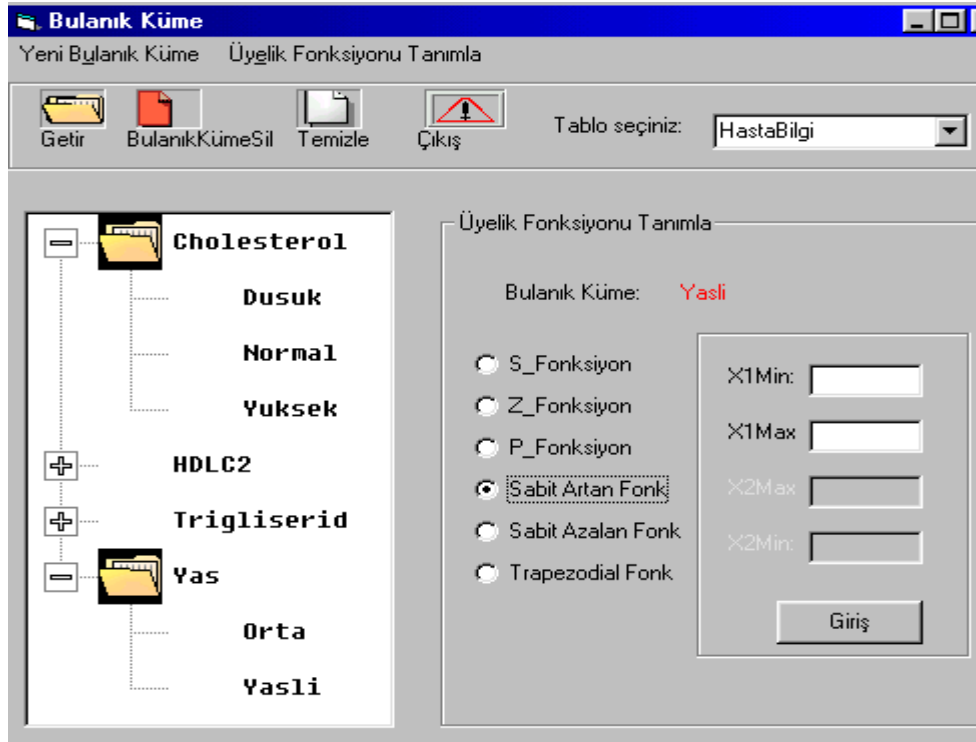 Bulanık Küme
Yeni Bulanık Küme Üyelik Fonksiyonu Tanımla
Getir BulanıkKümeSil Temizle Çıkış Tablo seçiniz: HastaBilgi
Cholesterol
Dusuk
Normal
Yuksek
HDLC2
Trigliserid
Yas
Orta
Yasli
Üyelik Fonksiyonu Tanımla
Bulanık Küme: Yasli
S_Fonksiyon
Z_Fonksiyon
P_Fonksiyon
Sabit Artan Fonk
Sabit Azalan Fonk
Trapezodial Fonk
X1Min:
X1Max
X2Max
X2Min:
Giriş